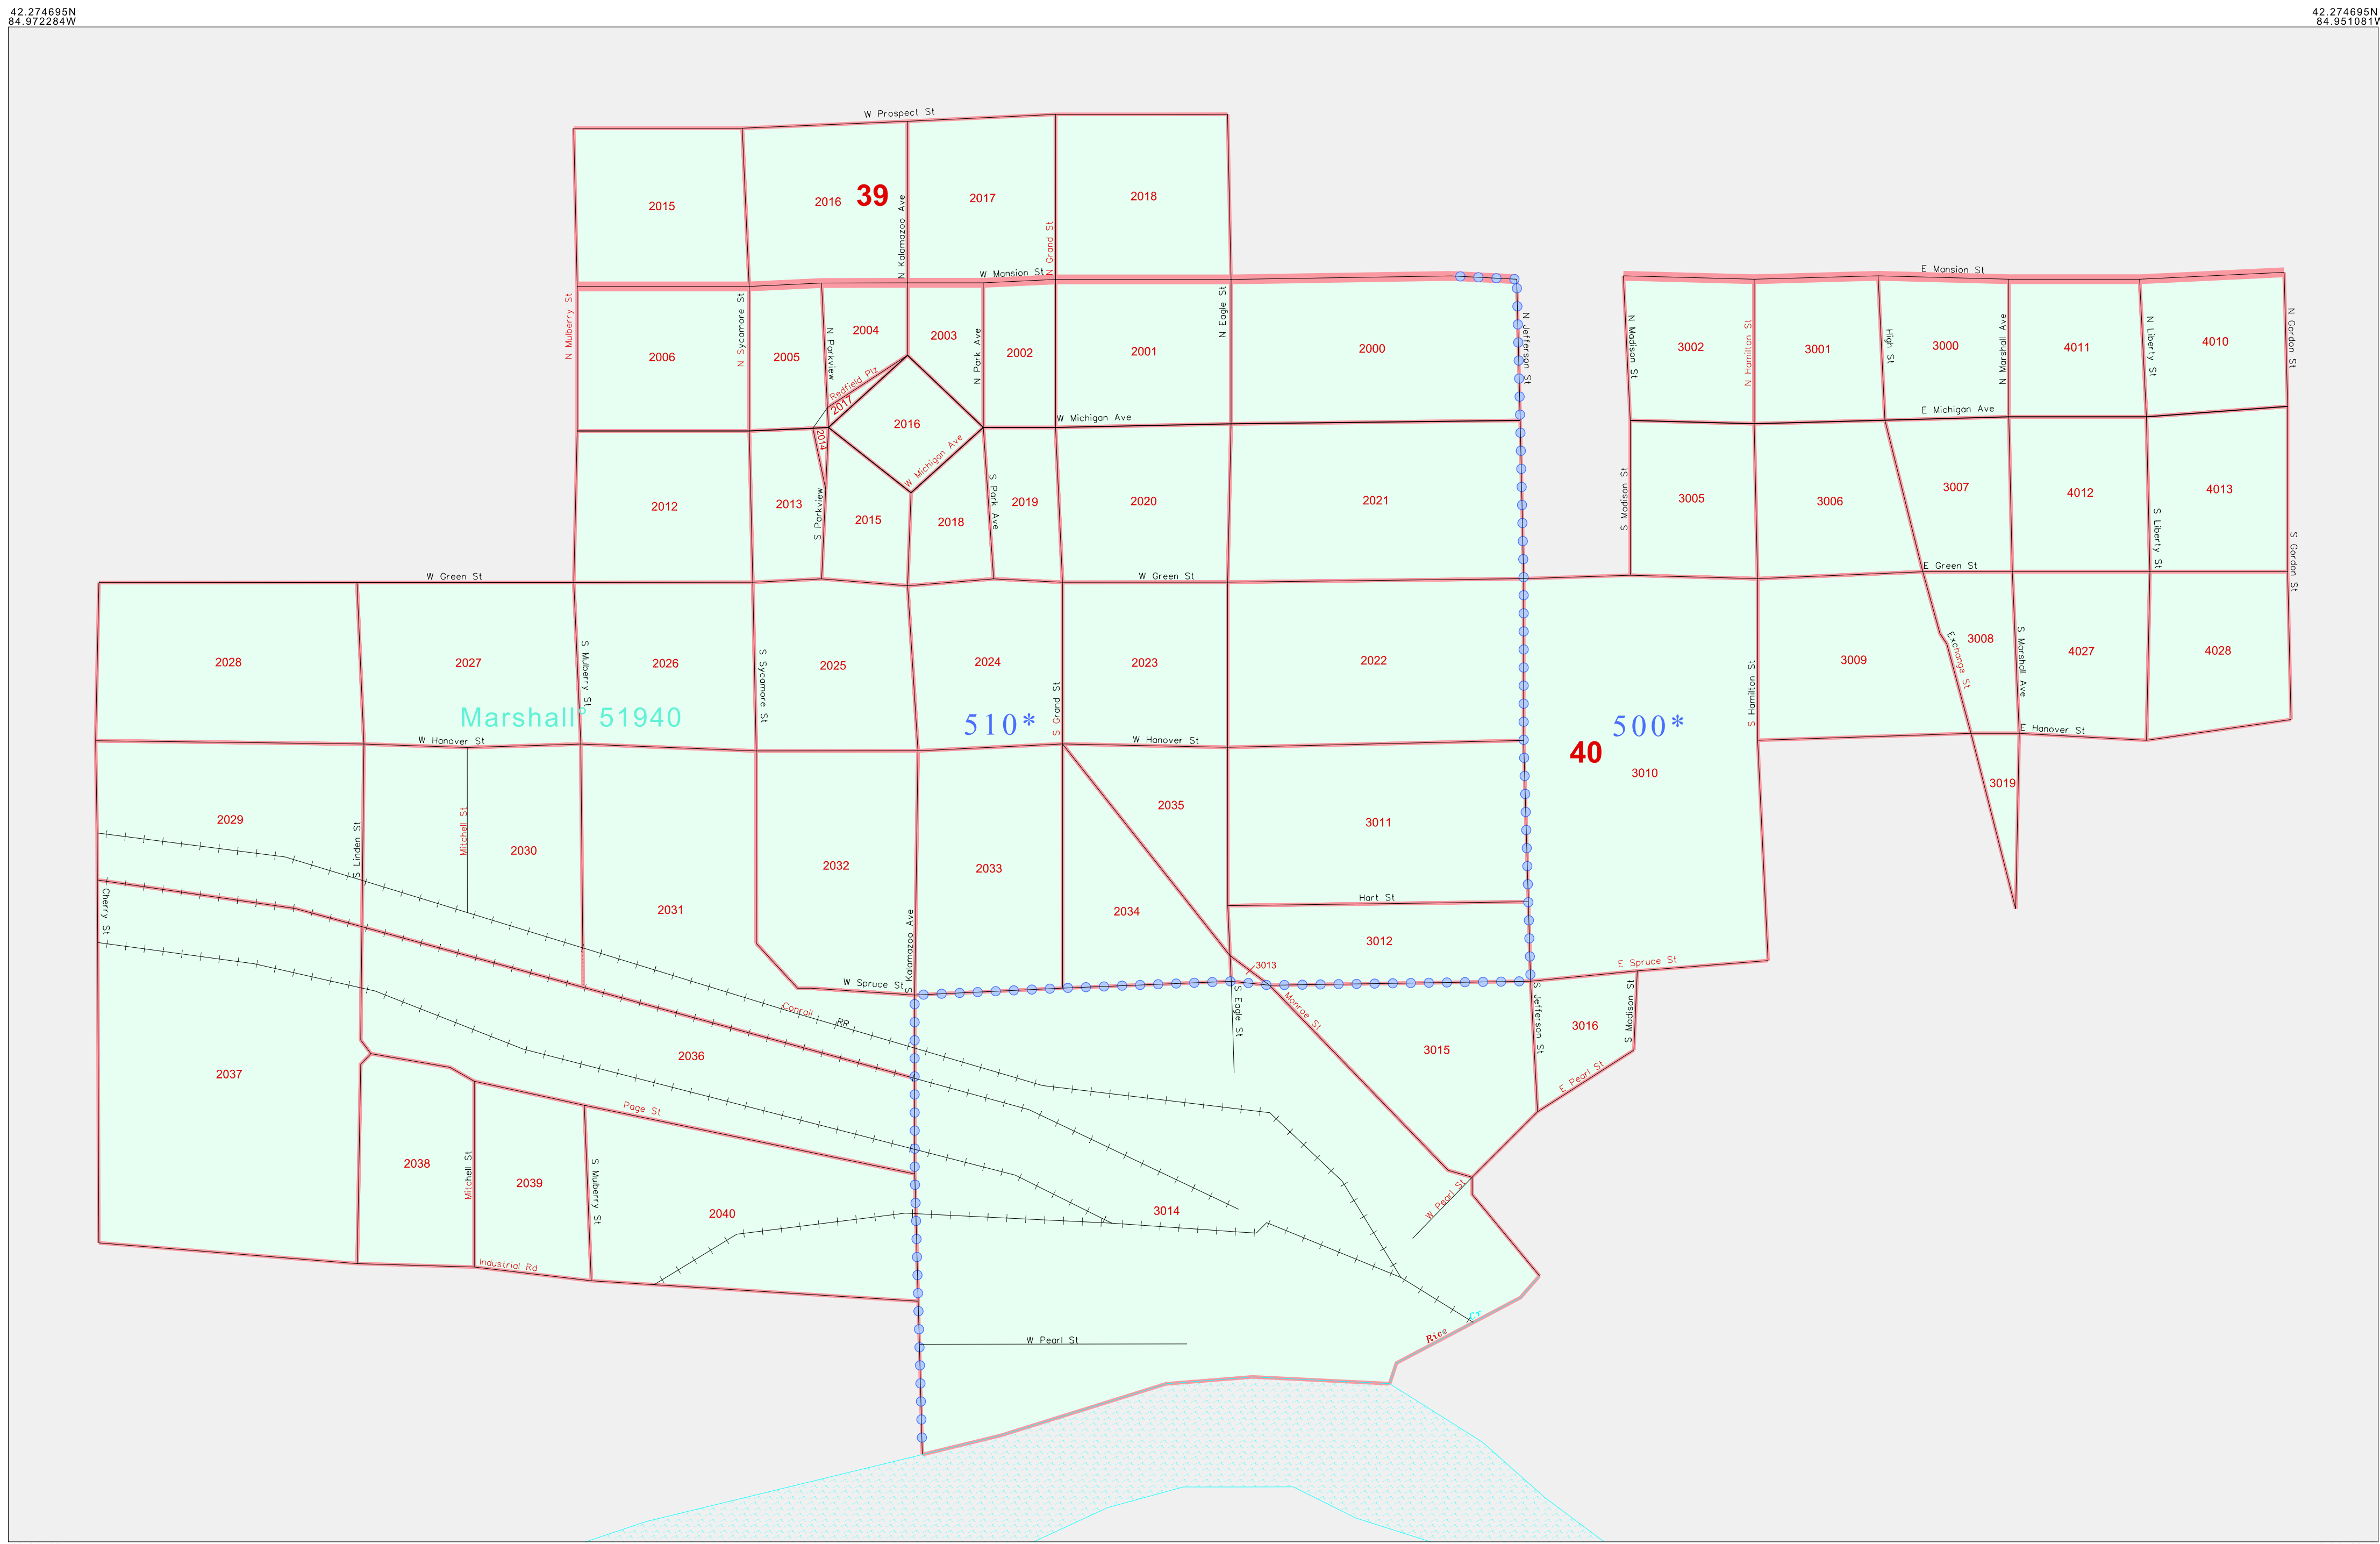 42.274695N
84.972284W
42.274695N
84.951081W
W Prospect St
2015
2016
39
N Kalamazoo Ave
2017
N Grand St
2018
W Mansion St
E Mansion St
N Mulberry St
2006
N Sycamore St
2005
N Parkview
2004
2003
N Park Ave
2002
2001
N Eagle St
2000
N Jefferson St
N Madison St
3002
N Hamilton St
3001
High St
3000
N Marshall Ave
4011
N Liberty St
4010
N Gordon St
Redfield Plz
2017
2014
2016
W Michigan Ave
W Michigan Ave
E Michigan Ave
2012
2013
S Parkview
2015
2018
S Park Ave
2019
2020
2021
S Madison St
3005
3006
3007
4012
S Liberty St
4013
S Gordon St
W Green St
W Green St
E Green St
2028
2027
S Mulberry St
2026
S Sycamore St
2025
2024
S Grand St
2023
2022
S Hamilton St
3009
Exchange St
3008
S Marshall Ave
4027
4028
Marshall° 51940
510*
500*
40
3010
W Hanover St
W Hanover St
E Hanover St
2029
S Linden St
Mitchell St
2030
2031
2032
2033
2034
2035
3011
3019
Cherry St
S Kalamazoo Ave
Hart St
3012
3013
W Spruce St
E Spruce St
Conrail RR
S Eagle St
Monroe St
S Jefferson St
S Madison St
3016
3015
E Pearl St
2037
2036
Page St
2038
Mitchell St
2039
S Mulberry St
2040
3014
W Pearl St
Industrial Rd
W Pearl St
Rice Cr